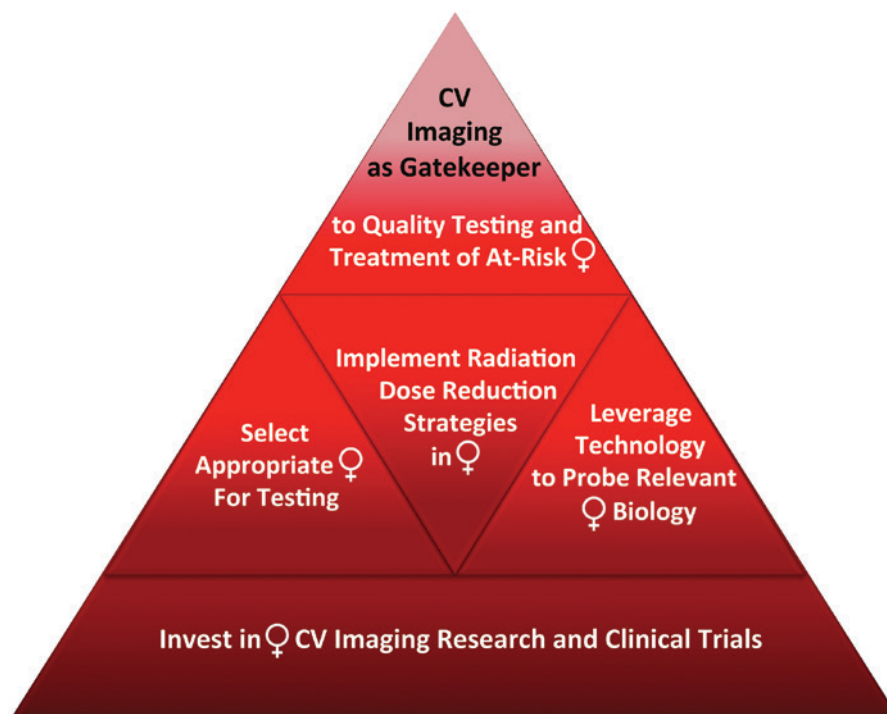 CV
Imaging
as Gatekeeper
to Quality Testing and
Treatment of At-Risk ♀
Implement Radiation
Dose Reduction
Strategies
in ♀
Select
Appropriate ♀
For Testing
Leverage
Technology
to Probe Relevant
♀ Biology
Invest in ♀ CV Imaging Research and Clinical Trials